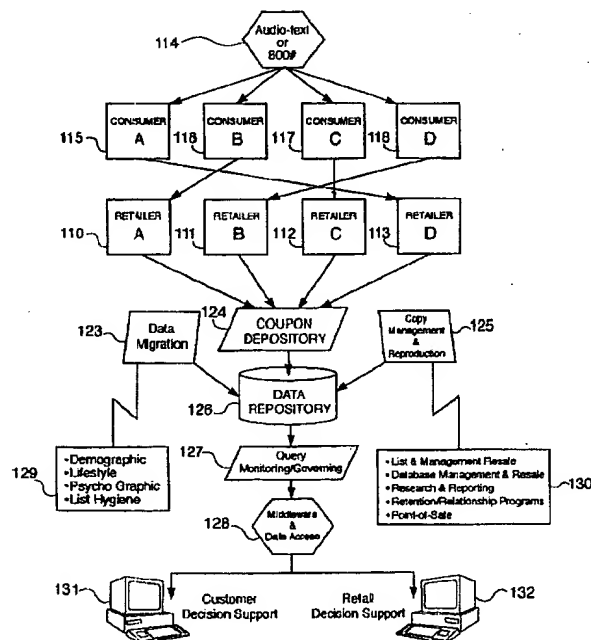 Audio-text
or
800#
114
CONSUMER
A
CONSUMER
B
CONSUMER
C
CONSUMER
D
115
116
117
118
RETAILER
A
RETAILER
B
RETAILER
C
RETAILER
D
110
111
112
113
124
COUPON
DEPOSITORY
123
Data
Migration
Copy
Management
&
Reproduction
125
DATA
REPOSITORY
126
127
Query
Monitoring/Governing
129
•Demographic
•Lifestyle
•Psycho Graphic
•List Hygiene
•List & Management Resale
•Database Management & Resale
•Research & Reporting
•Retention/Relationship Programs
•Point-of-Sale
130
128
Middleware
&
Data Access
131
Customer
Decision Support
Retail
Decision Support
132